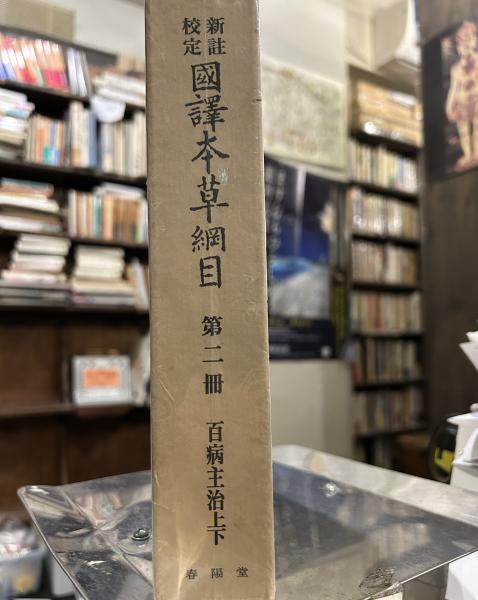 新註
校定
國譯本草綱目
第二冊
百病主治上下
春陽堂